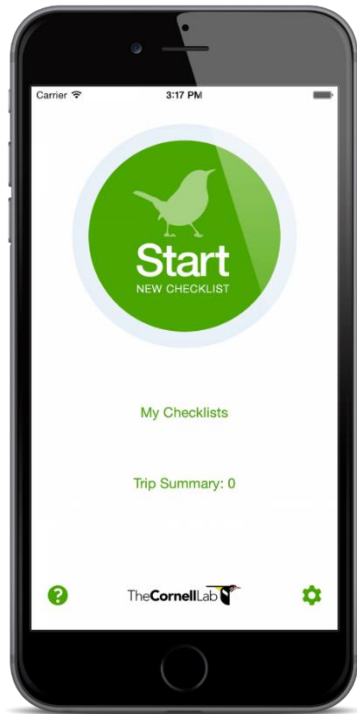 Carrier 3:17 PM
Start
NEW CHECKLIST
My Checklists
Trip Summary: 0
?
TheCornellLab